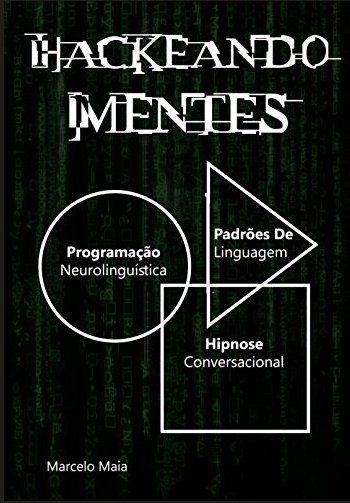 HACKEANDO
MENTES
Programação
Neurolinguística
Padrões De
Linguagem
Hipnose
Conversacional
Marcelo Maia